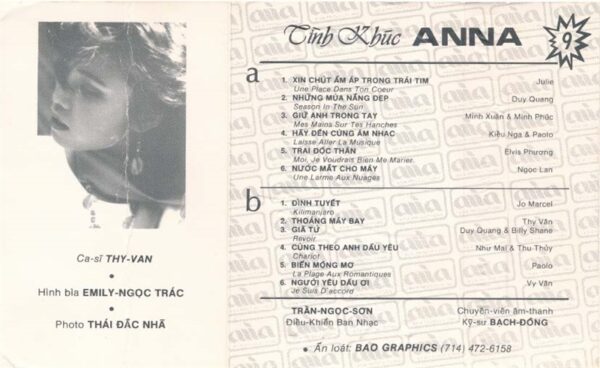 Ca-sĩ THY-VAN
Hình bìa EMILY-NGỌC TRÁC
Photo THÁI ĐẮC NHÃ
Tình Khúc ANNA 9
a
1. XIN CHÚT ẤM ÁP TRONG TRÁI TIM Julie
Une Place Dans Ton Coeur
2. NHỮNG MÙA NẮNG ĐẸP Duy Quang
Season In The Sun
3. GIỮ ANH TRONG TAY Minh Xuân & Minh Phúc
Mes Mains Sur Tes Hanches
4. HÃY ĐẾN CÙNG ÂM NHẠC Kiều Nga & Paolo
Laisse Aller La Musique
5. TRAI ĐỘC THÂN Elvis Phương
Moi, Je Voudrais Bien Me Marier
6. NƯỚC MẮT CHO MÂY Ngọc Lan
Une Larme Aux Nuages
b
1. ĐỈNH TUYẾT Jo Marcel
Kilimanjaro
2. THOÁNG MÂY BAY Thy Vân
3. GIÃ TỪ Duy Quang & Billy Shane
Revoir
4. CÙNG THEO ANH DẤU YÊU Như Mai & Thu Thủy
Chariot
5. BIỂN MỘNG MƠ Paolo
La Plage Aux Romantiques
6. NGƯỜI YÊU DẤU ƠI Vy Vân
Je Suis D'accord
TRẦN-NGỌC-SƠN Chuyên-viên âm-thanh
Điều-Khiển Ban Nhạc Kỹ-sư BẠCH-ĐÔNG
Ấn loát: BAO GRAPHICS (714) 472-6158